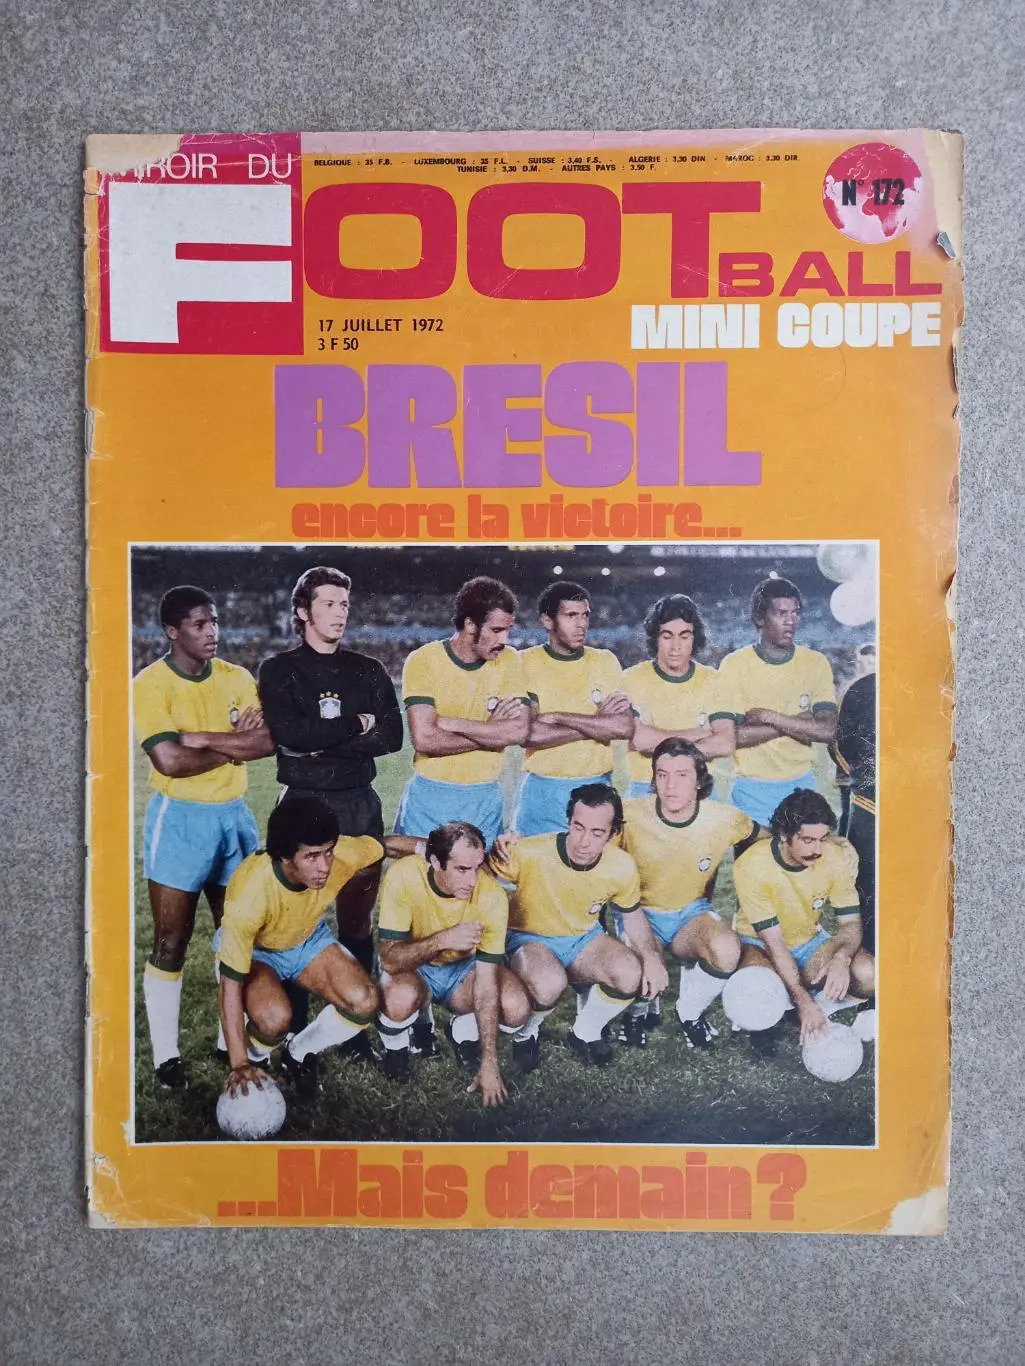 MIROIR DU
FOOTBALL
BELGIQUE : 35 F.B. - LUXEMBOURG : 35 F.L. - SUISSE : 3,40 F.S. - ALGERIE : 3,30 DIN - MAROC : 3,30 DIR.
TUNISIE : 3,30 D.M. - AUTRES PAYS : 3,50 F.
N° 172
17 JUILLET 1972
3 F 50
MINI COUPE
BRESIL
encore la victoire...
...Mais demain?